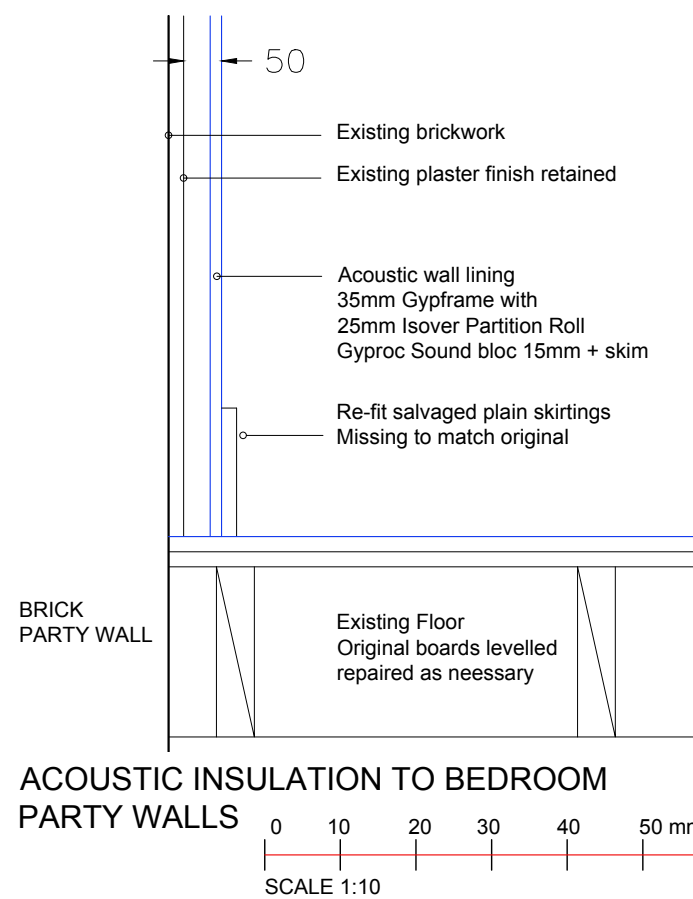 50
Existing brickwork
Existing plaster finish retained
Acoustic wall lining
35mm Gypframe with
25mm Isover Partition Roll
Gyproc Sound bloc 15mm + skim
Re-fit salvaged plain skirtings
Missing to match original
BRICK
PARTY WALL
Existing Floor
Original boards levelled
repaired as neessary
ACOUSTIC INSULATION TO BEDROOM
PARTY WALLS
0 10 20 30 40 50 mm
SCALE 1:10